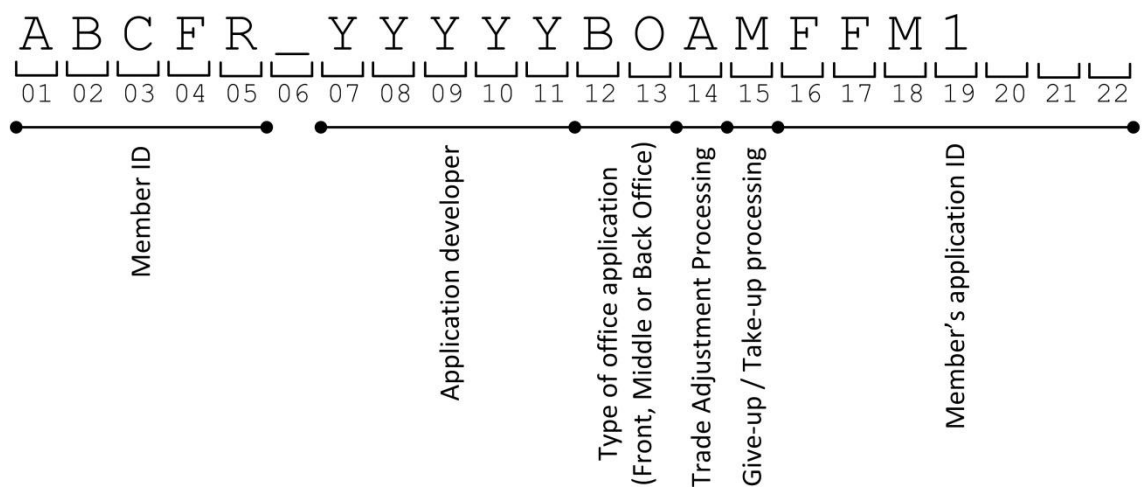 A B C F R _ Y Y Y Y Y B O A M F F M 1
01 02 03 04 05 06 07 08 09 10 11 12 13 14 15 16 17 18 19 20 21 22
Member ID
Application developer
Type of office application
(Front, Middle or Back Office)
Trade Adjustment Processing
Give-up / Take-up processing
Member’s application ID